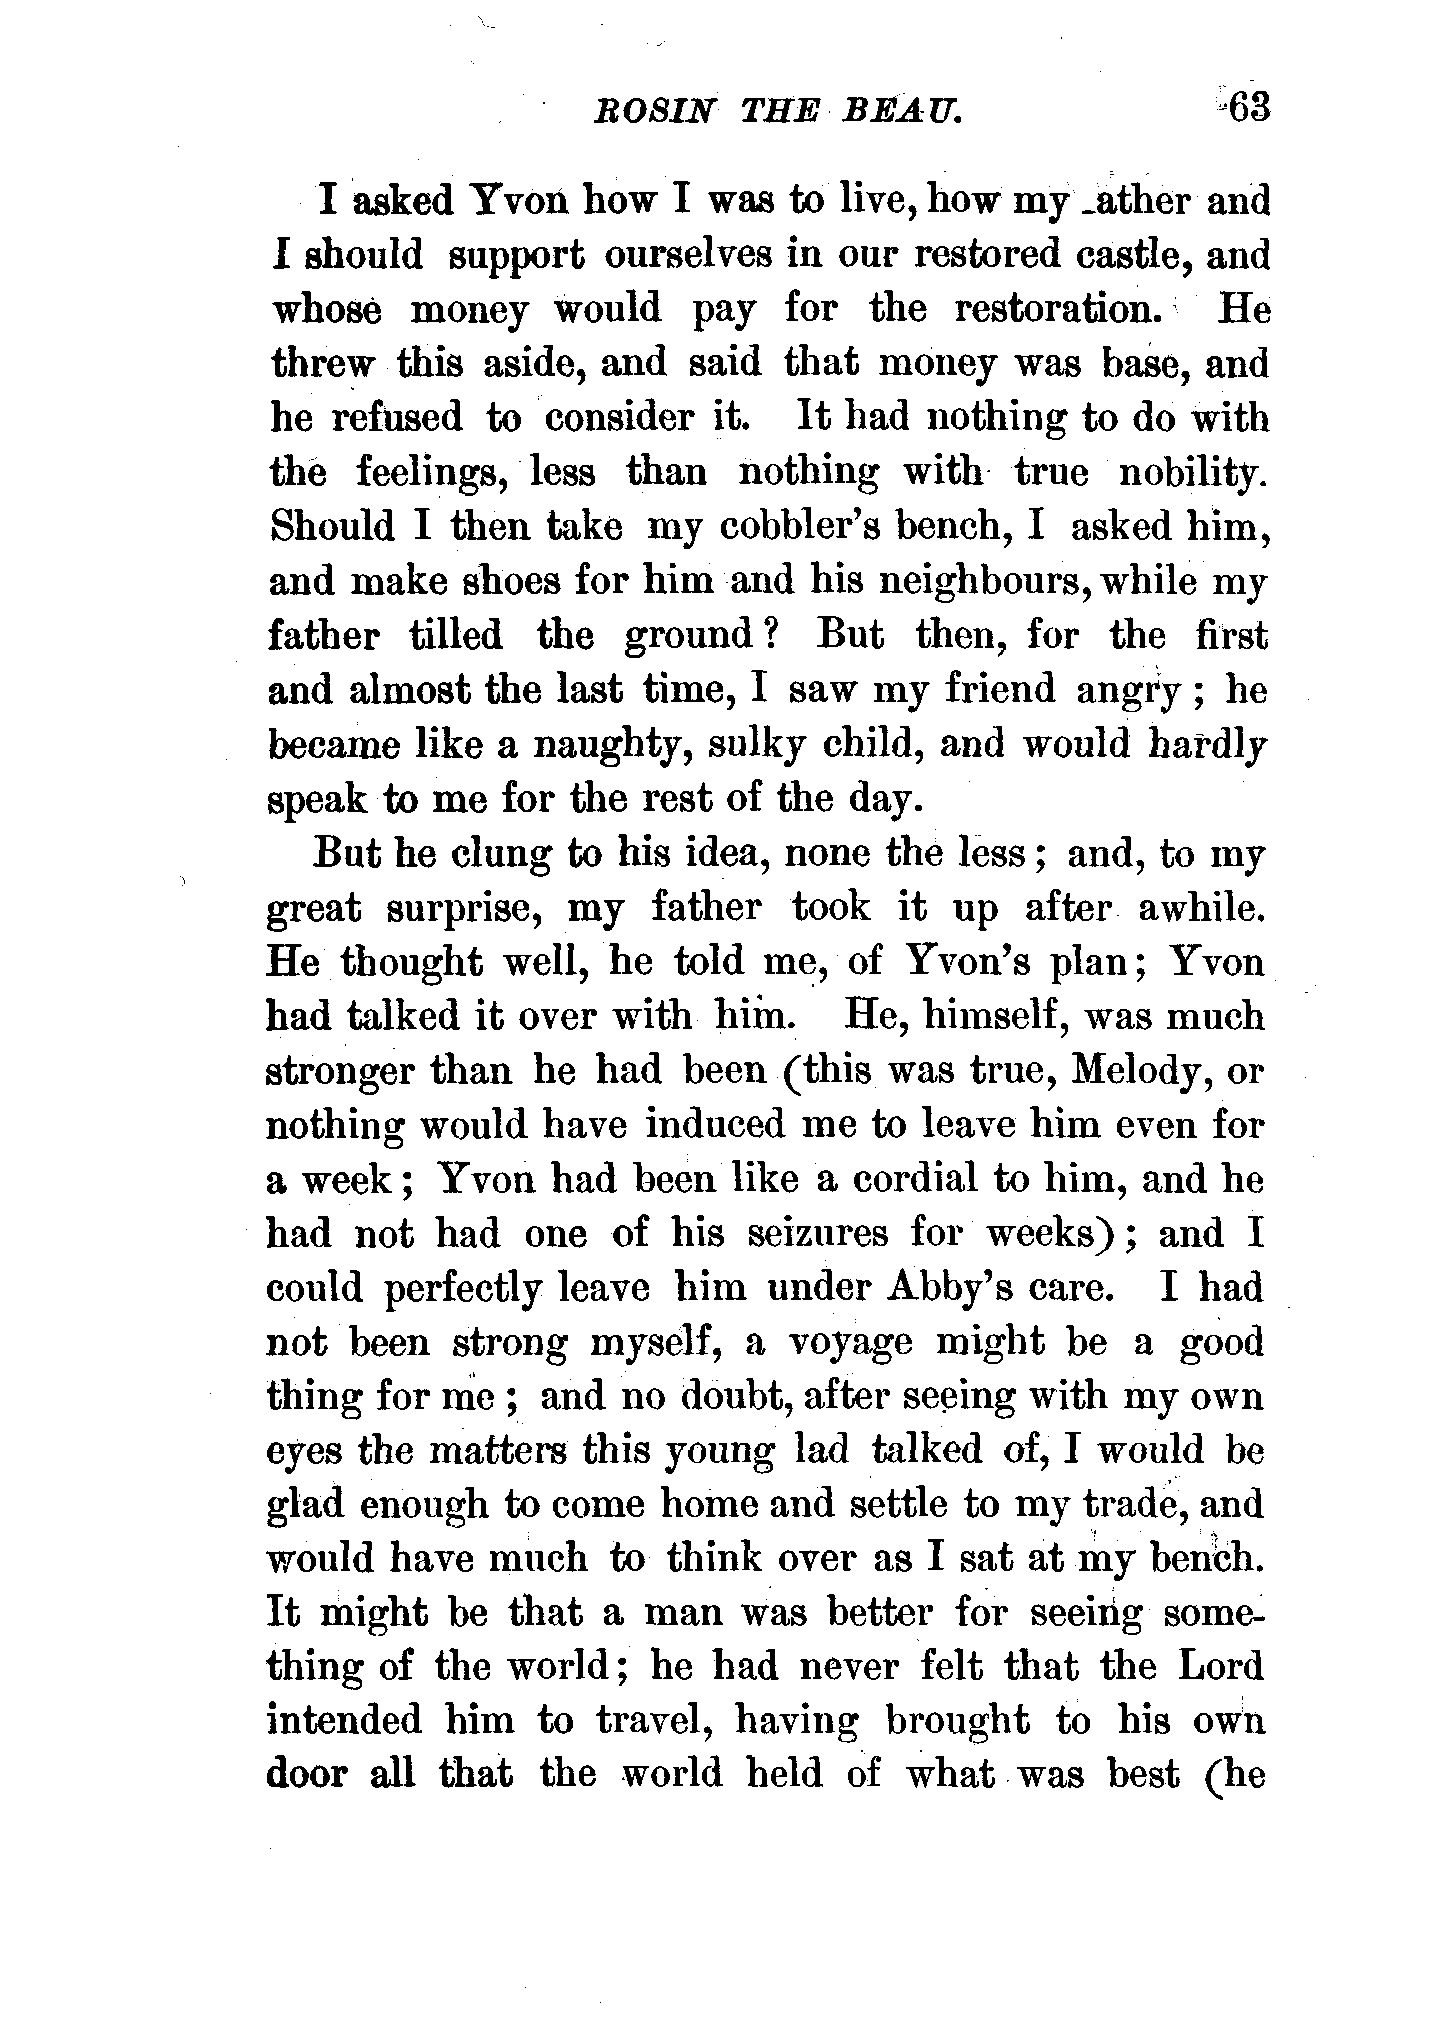 ROSIN THE BEAU. 63
I asked Yvon how I was to live, how my father and
I should support ourselves in our restored castle, and
whose money would pay for the restoration. He
threw this aside, and said that money was base, and
he refused to consider it. It had nothing to do with
the feelings, less than nothing with true nobility.
Should I then take my cobbler's bench, I asked him,
and make shoes for him and his neighbours, while my
father tilled the ground? But then, for the first
and almost the last time, I saw my friend angry; he
became like a naughty, sulky child, and would hardly
speak to me for the rest of the day.
But he clung to his idea, none the less; and, to my
great surprise, my father took it up after awhile.
He thought well, he told me, of Yvon's plan; Yvon
had talked it over with him. He, himself, was much
stronger than he had been (this was true, Melody, or
nothing would have induced me to leave him even for
a week; Yvon had been like a cordial to him, and he
had not had one of his seizures for weeks); and I
could perfectly leave him under Abby's care. I had
not been strong myself, a voyage might be a good
thing for me; and no doubt, after seeing with my own
eyes the matters this young lad talked of, I would be
glad enough to come home and settle to my trade, and
would have much to think over as I sat at my bench.
It might be that a man was better for seeing some-
thing of the world; he had never felt that the Lord
intended him to travel, having brought to his own
door all that the world held of what was best (he